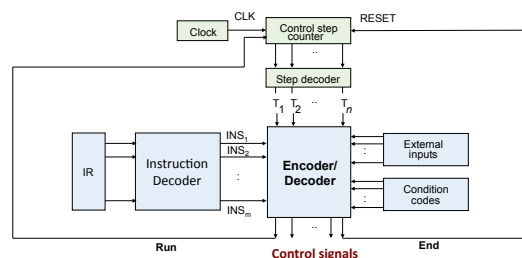 CLK
RESET
Clock
Control step
counter
..
Step decoder
T1 T2 .. Tn
INS1
INS2
:
INSm
IR
Instruction
Decoder
Encoder/
Decoder
External
inputs
:
Condition
codes
:
..
Run
Control signals
End